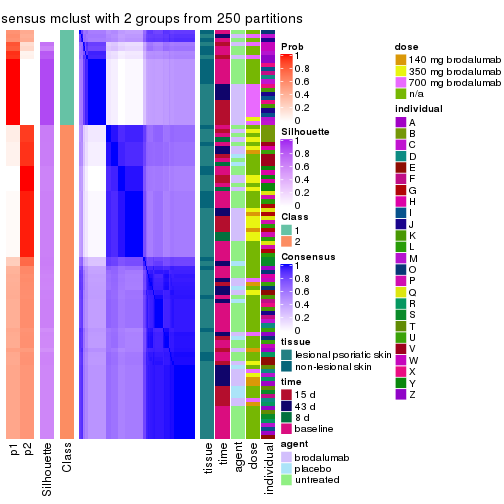 sensus mclust with 2 groups from 250 partitions
Prob
1
0.8
0.6
0.4
0.2
0
Silhouette
1
0.8
0.6
0.4
0.2
0
Class
1
2
Consensus
1
0.8
0.6
0.4
0.2
0
tissue
lesional psoriatic skin
non-lesional skin
time
15 d
43 d
8 d
baseline
agent
brodalumab
placebo
untreated
dose
140 mg brodalumab
350 mg brodalumab
700 mg brodalumab
n/a
individual
A
B
C
D
E
F
G
H
I
J
K
L
M
O
P
Q
R
S
T
U
V
W
X
Y
Z
p1
p2
Silhouette
Class
tissue
time
agent
dose
individual